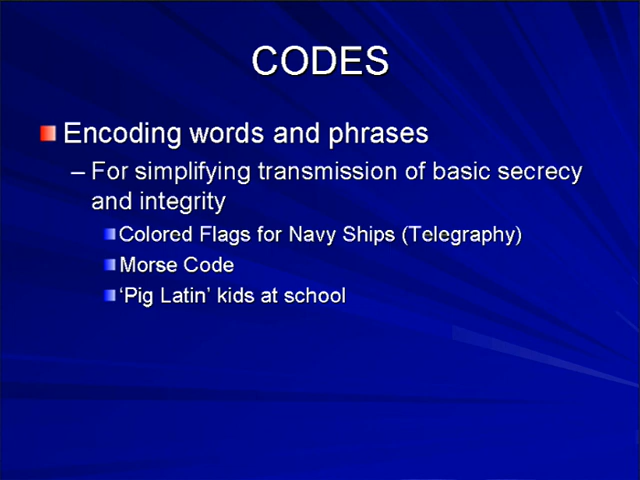 CODES
Encoding words and phrases
– For simplifying transmission of basic secrecy
and integrity
Colored Flags for Navy Ships (Telegraphy)
Morse Code
‘Pig Latin’ kids at school